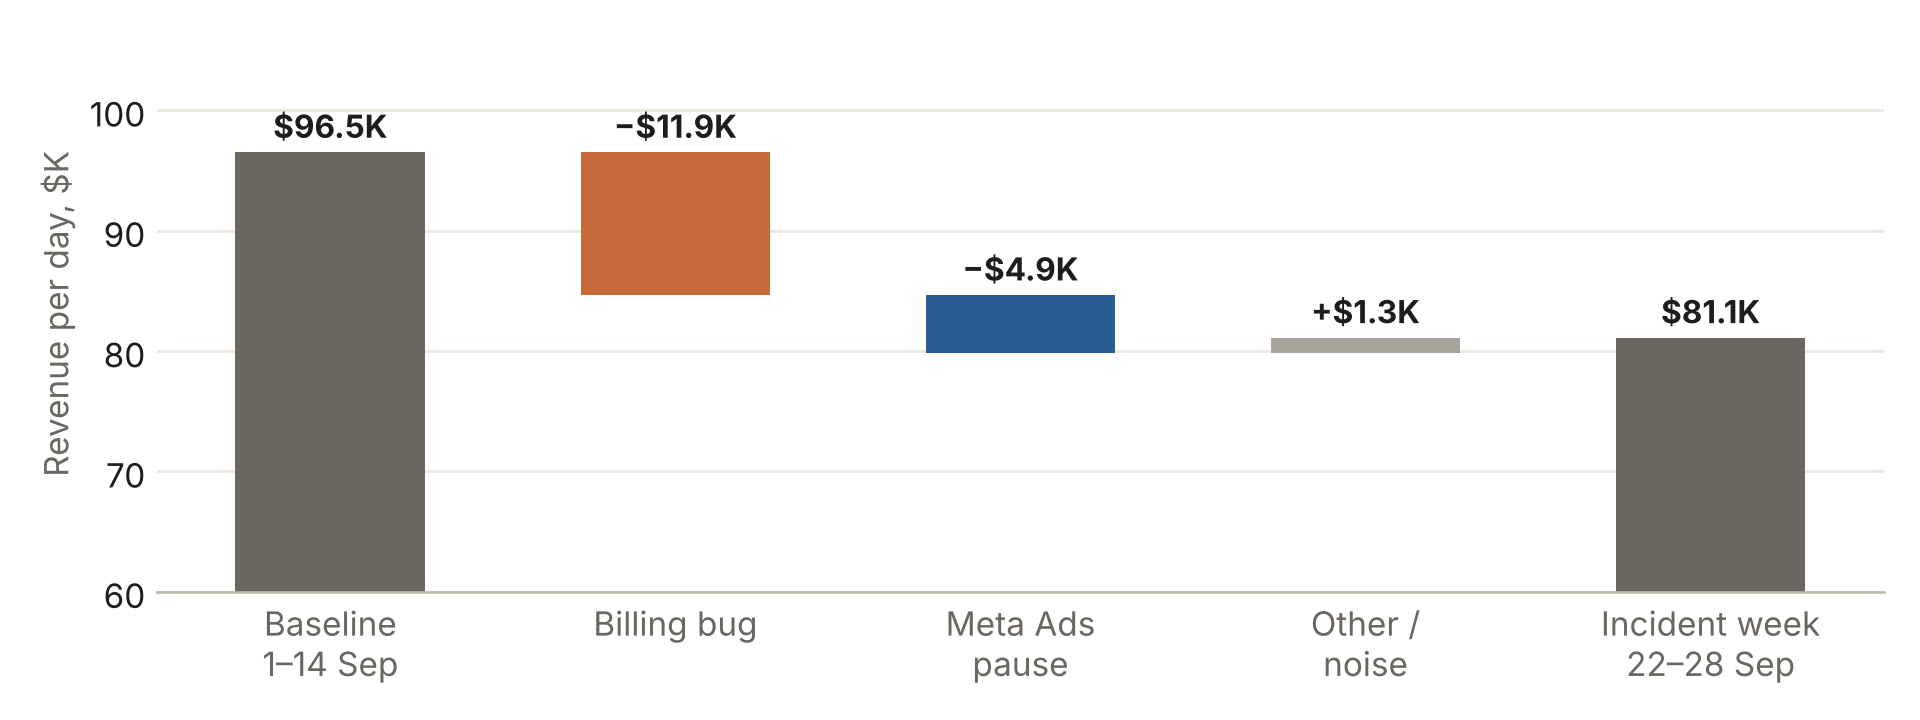 Revenue per day, $K
100
90
80
70
60
$96.5K
−$11.9K
−$4.9K
+$1.3K
$81.1K
Baseline
1–14 Sep
Billing bug
Meta Ads
pause
Other /
noise
Incident week
22–28 Sep